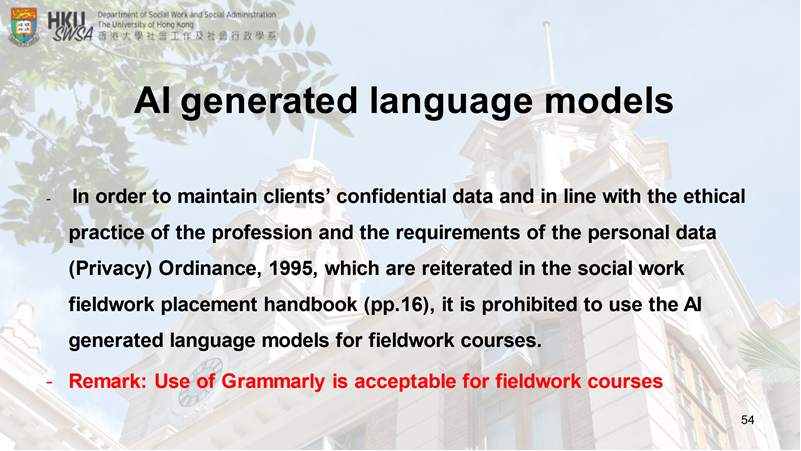 HKU
SWSA
Department of Social Work and Social Administration
The University of Hong Kong
香港大學社會工作及社會行政學系
AI generated language models
- In order to maintain clients’ confidential data and in line with the ethical
practice of the profession and the requirements of the personal data
(Privacy) Ordinance, 1995, which are reiterated in the social work
fieldwork placement handbook (pp.16), it is prohibited to use the AI
generated language models for fieldwork courses.
- Remark: Use of Grammarly is acceptable for fieldwork courses
54